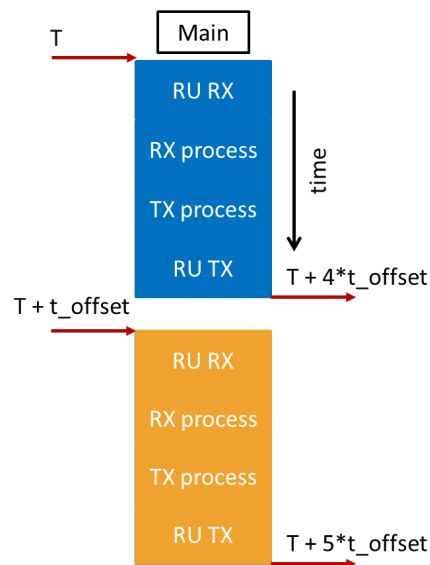 Main
T
RU RX
RX process
TX process
RU TX
time
T + 4*t_offset
T + t_offset
RU RX
RX process
TX process
RU TX
T + 5*t_offset